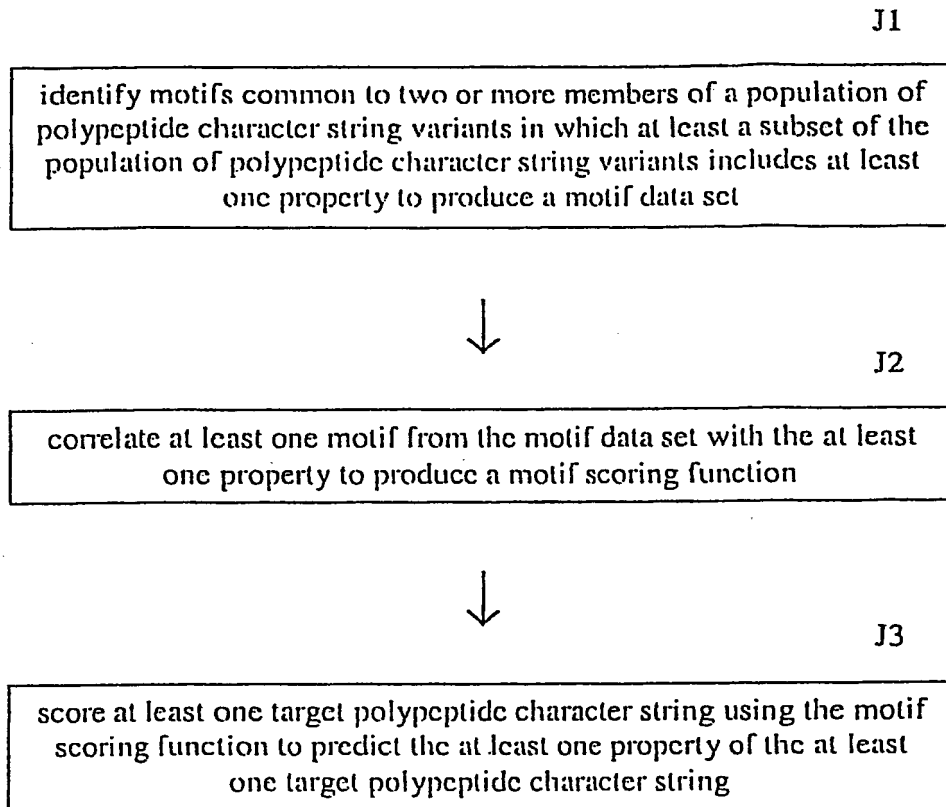 J1
identify motifs common to two or more members of a population of
polypeptide character string variants in which at least a subset of the
population of polypeptide character string variants includes at least
one property to produce a motif data set
J2
correlate at least one motif from the motif data set with the at least
one property to produce a motif scoring function
J3
score at least one target polypeptide character string using the motif
scoring function to predict the at least one property of the at least
one target polypeptide character string